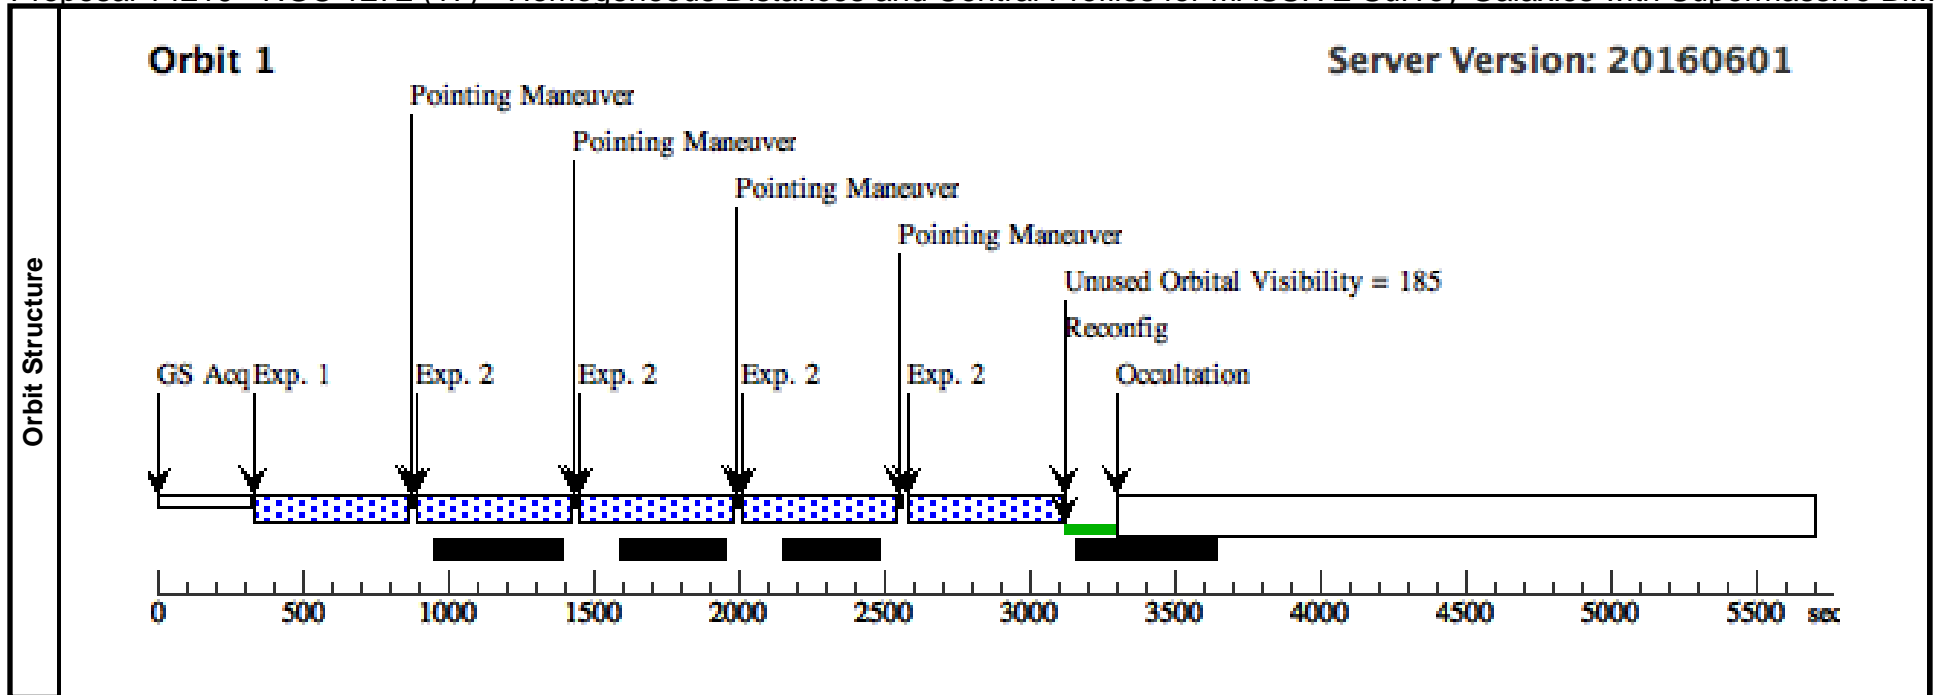 Orbit 1
Server Version: 20160601
Pointing Maneuver
Pointing Maneuver
Pointing Maneuver
Pointing Maneuver
Unused Orbital Visibility = 185
Reconfig
GS Acq Exp. 1 Exp. 2 Exp. 2 Exp. 2 Exp. 2 Occultation
0 500 1000 1500 2000 2500 3000 3500 4000 4500 5000 5500 sec
Orbit Structure